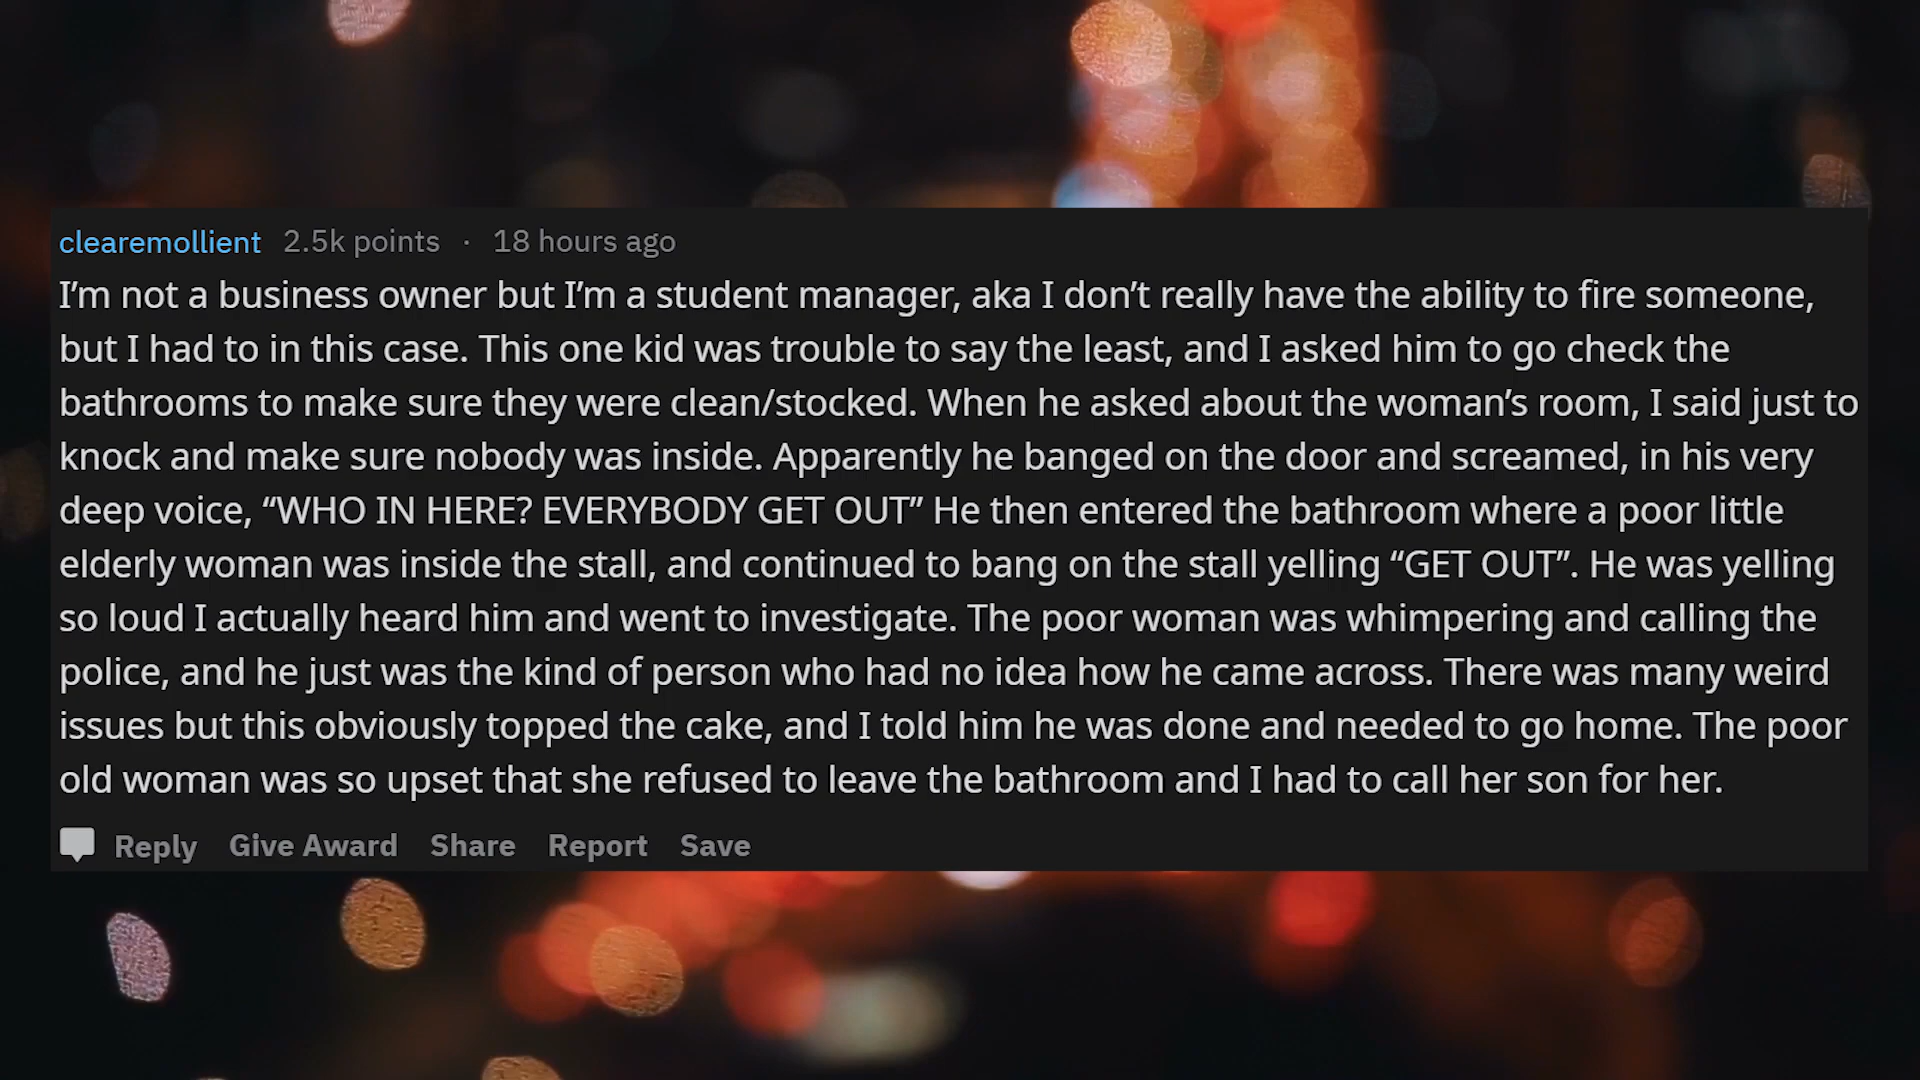 clearemollient 2.5k points · 18 hours ago
I’m not a business owner but I’m a student manager, aka I don’t really have the ability to fire someone,
but I had to in this case. This one kid was trouble to say the least, and I asked him to go check the
bathrooms to make sure they were clean/stocked. When he asked about the woman’s room, I said just to
knock and make sure nobody was inside. Apparently he banged on the door and screamed, in his very
deep voice, “WHO IN HERE? EVERYBODY GET OUT” He then entered the bathroom where a poor little
elderly woman was inside the stall, and continued to bang on the stall yelling “GET OUT”. He was yelling
so loud I actually heard him and went to investigate. The poor woman was whimpering and calling the
police, and he just was the kind of person who had no idea how he came across. There was many weird
issues but this obviously topped the cake, and I told him he was done and needed to go home. The poor
old woman was so upset that she refused to leave the bathroom and I had to call her son for her.
Reply Give Award Share Report Save